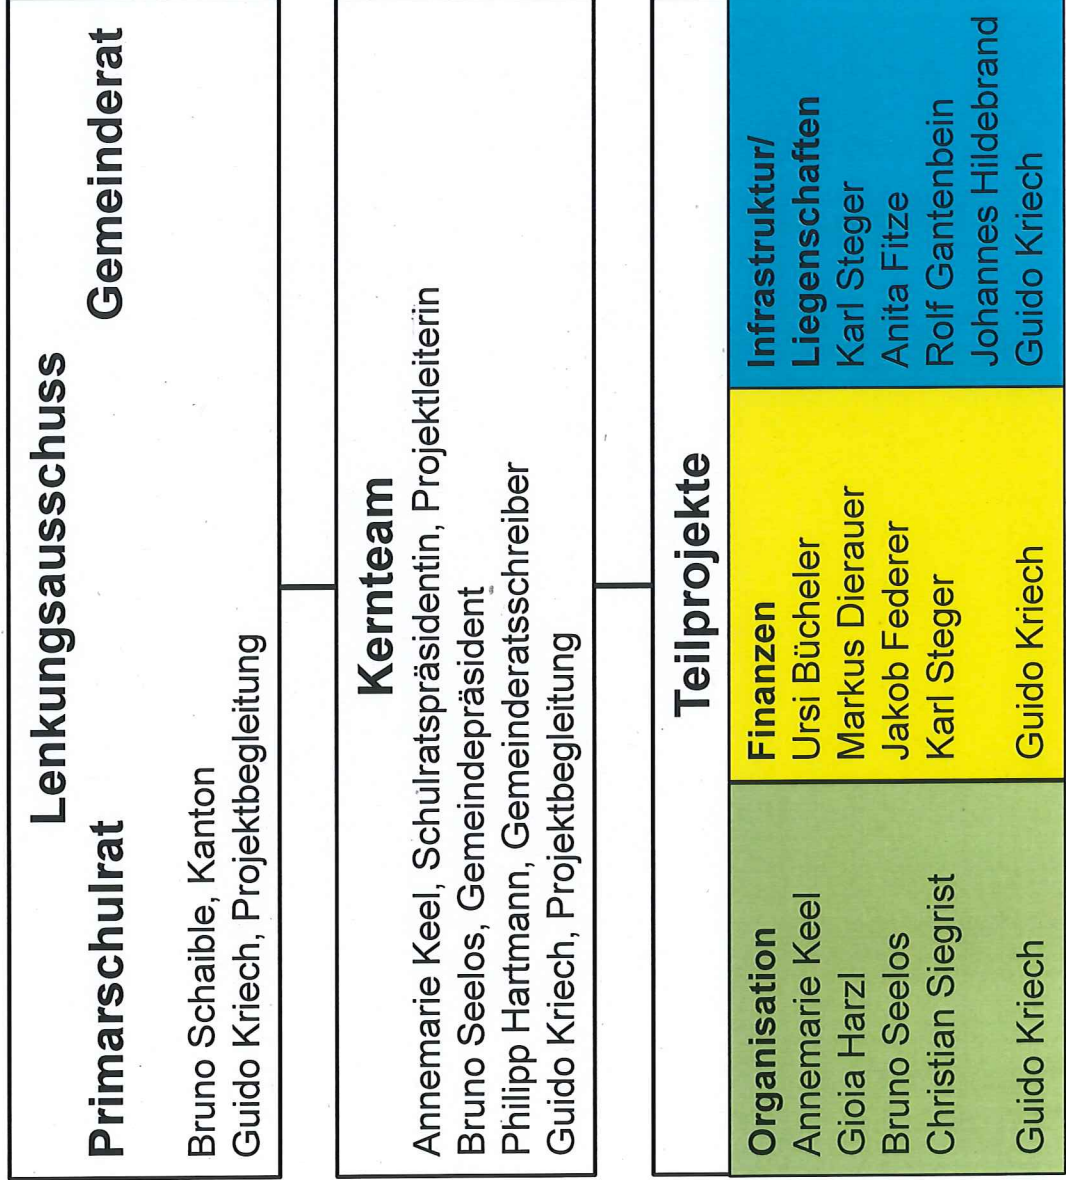 Lenkungsausschuss
Primarschulrat Gemeinderat
Bruno Schaible, Kanton
Guido Kriech, Projektbegleitung
Kernteam
Annemarie Keel, Schulratspräsidentin, Projektleiterin
Bruno Seelos, Gemeindepräsident
Philipp Hartmann, Gemeinderatsschreiber
Guido Kriech, Projektbegleitung
Teilprojekte
Organisation
Annemarie Keel
Gioia Harzl
Bruno Seelos
Christian Siegrist
Guido Kriech
Finanzen
Ursi Bücheler
Markus Dierauer
Jakob Federer
Karl Steger
Guido Kriech
Infrastruktur/
Liegenschaften
Karl Steger
Anita Fitze
Rolf Gantenbein
Johannes Hildebrand
Guido Kriech